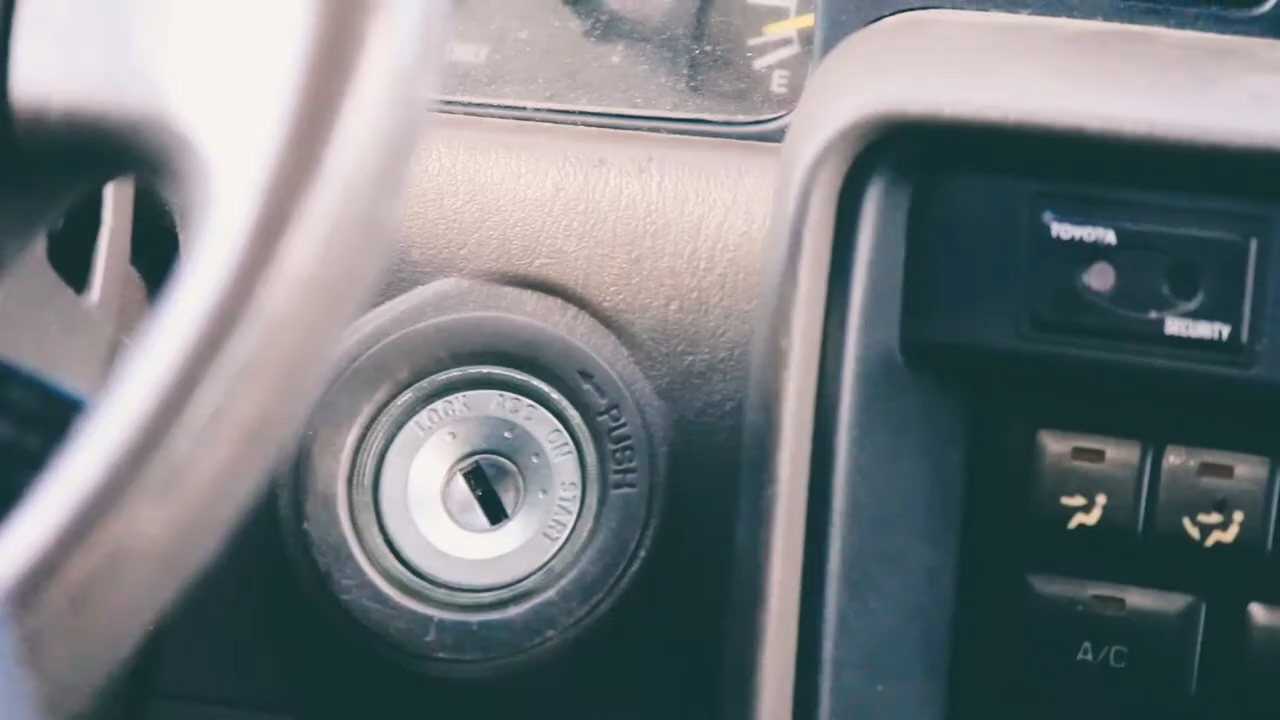 E
TOYOTA
SECURITY
LOCK ACC ON START
←PUSH
A/C